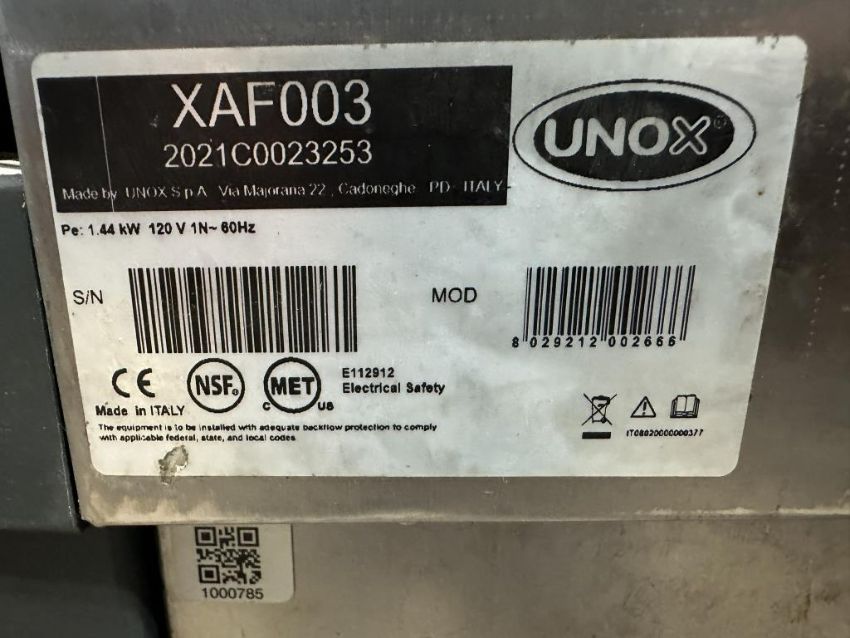 XAF003
2021C0023253
Made by UNOX S.p.A. Via Majorana 22 , Cadoneghe PD ITALY
UNOX®
Pe: 1.44 kW 120 V 1N~ 60Hz
S/N
MOD
8 029212 002666
CE
NSF®
MET
C US
E112912
Electrical Safety
Made in ITALY
The equipment is to be installed with adequate backflow protection to comply
with applicable federal, state, and local codes
IT08020000000377
1000785